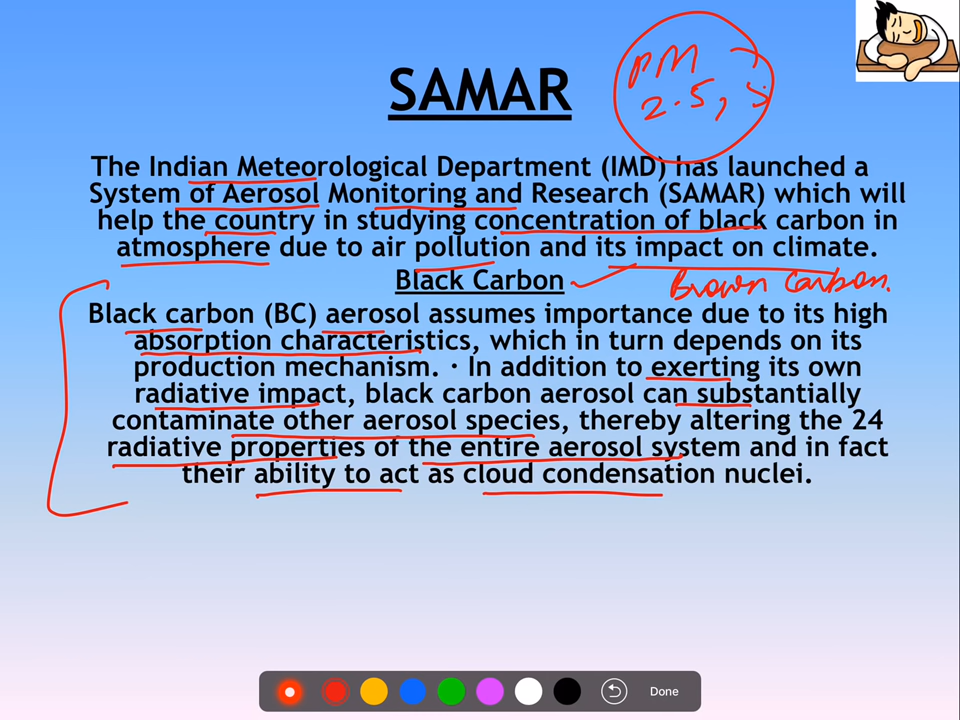 SAMAR
PM
2.5,
The Indian Meteorological Department (IMD) has launched a
System of Aerosol Monitoring and Research (SAMAR) which will
help the country in studying concentration of black carbon in
atmosphere due to air pollution and its impact on climate.
Black Carbon
Brown Carbon.
Black carbon (BC) aerosol assumes importance due to its high
absorption characteristics, which in turn depends on its
production mechanism. · In addition to exerting its own
radiative impact, black carbon aerosol can substantially
contaminate other aerosol species, thereby altering the 24
radiative properties of the entire aerosol system and in fact
their ability to act as cloud condensation nuclei.
Done